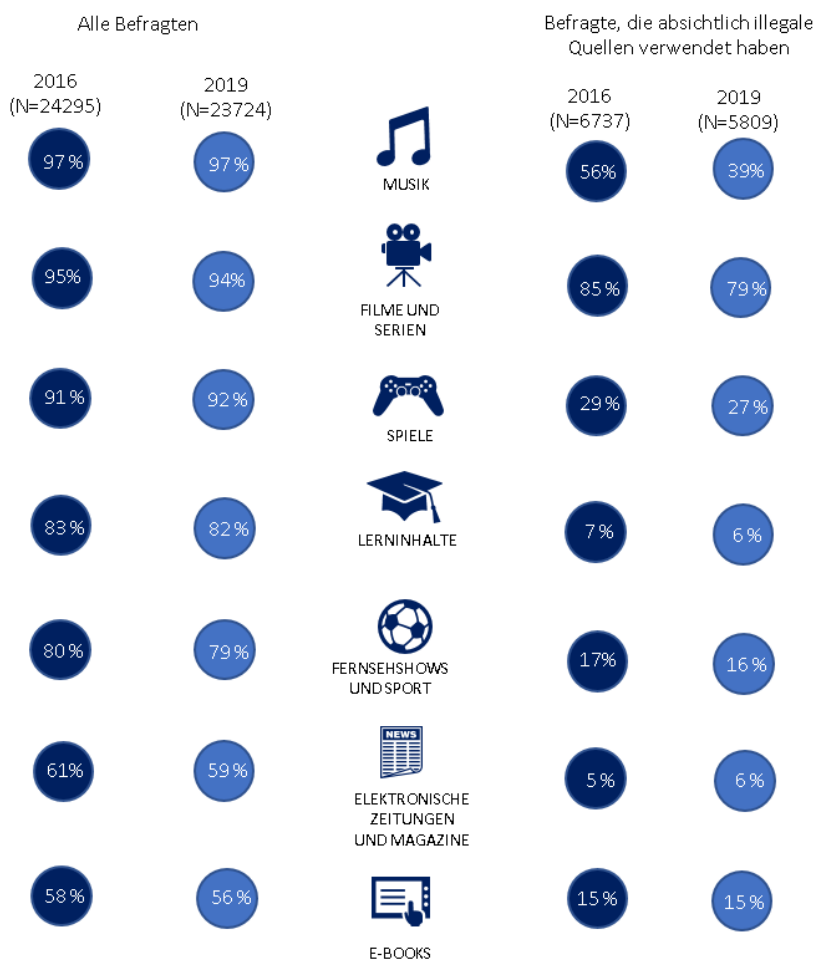 Alle Befragten
Befragte, die absichtlich illegale
Quellen verwendet haben
2016
(N=24295)
2019
(N=23724)
2016
(N=6737)
2019
(N=5809)
97 %
97 %
MUSIK
56%
39%
95%
94%
FILME UND
SERIEN
85 %
79%
91 %
92 %
SPIELE
29 %
27 %
83 %
82 %
LERNINHALTE
7 %
6 %
80 %
79 %
FERNSEHSHOWS
UND SPORT
17%
16 %
61%
59 %
NEWS
ELEKTRONISCHE
ZEITUNGEN
UND MAGAZINE
5 %
6 %
58 %
56 %
E-BOOKS
15 %
15 %